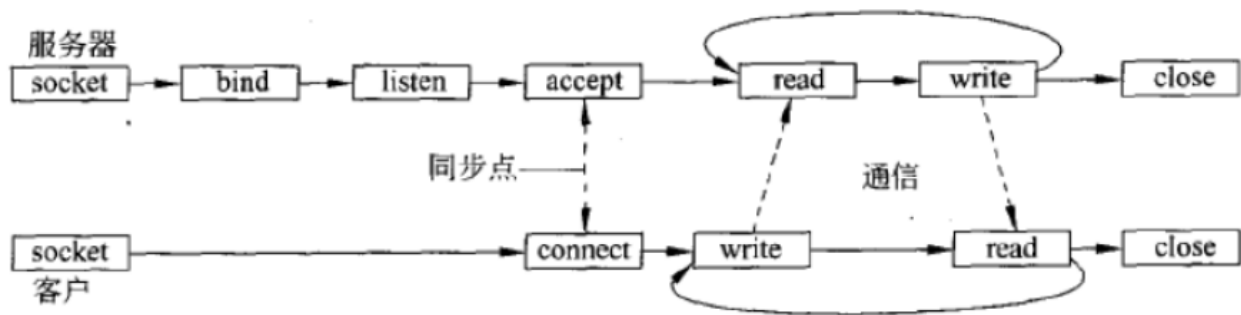 服务器
socket bind listen accept read write close
同步点 通信
socket connect write read close
客户